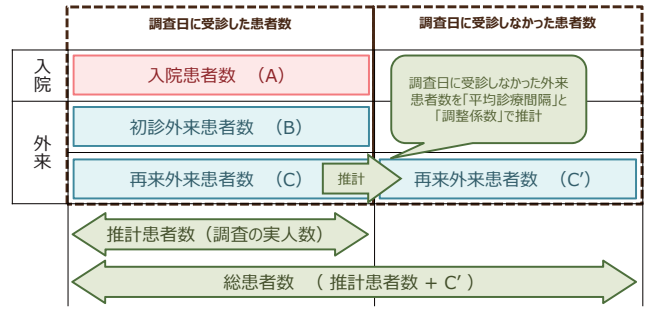 調査日に受診した患者数
調査日に受診しなかった患者数
入院
入院患者数 （A）
調査日に受診しなかった外来
患者数を「平均診療間隔」と
「調整係数」で推計
外来
初診外来患者数 （B）
再来外来患者数 （C）
推計
再来外来患者数 （C’）
推計患者数（調査の実人数）
総患者数 （ 推計患者数 + C’ ）